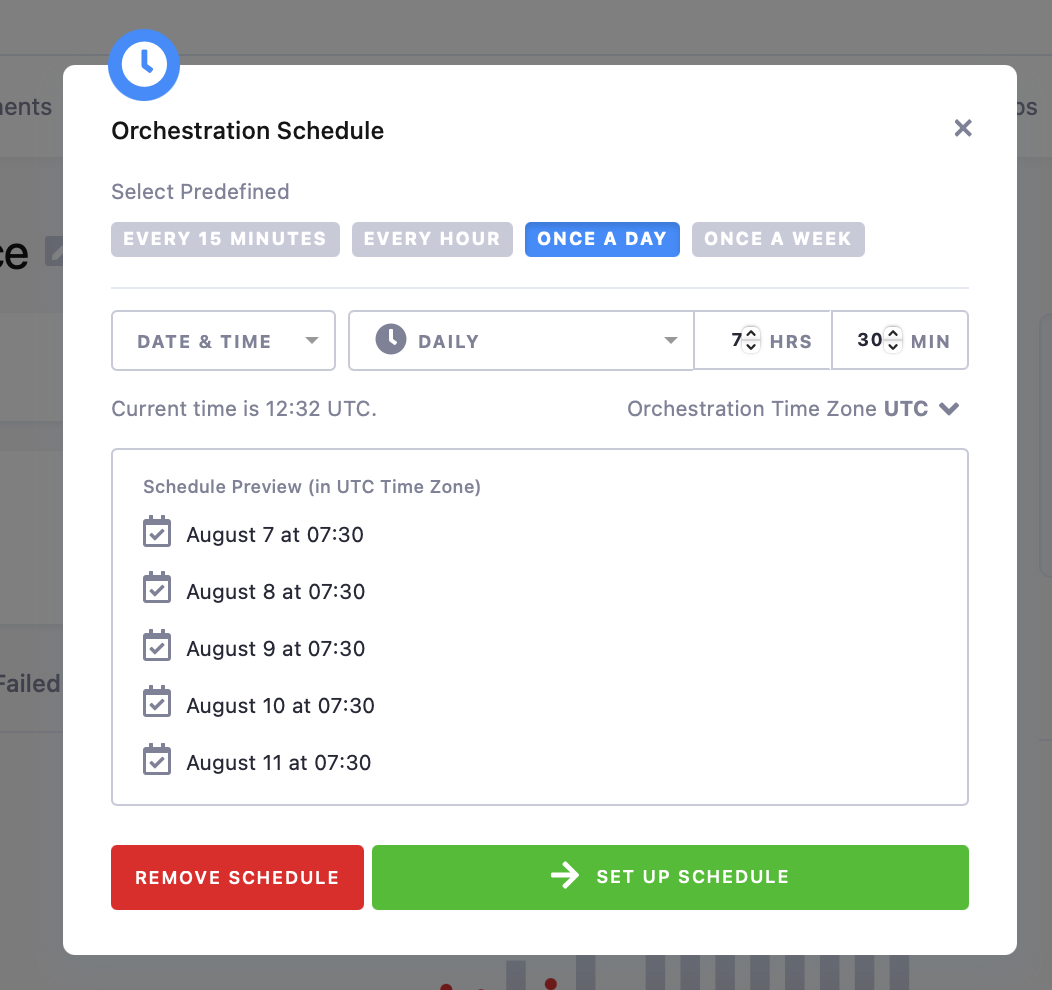 Orchestration Schedule
Select Predefined
EVERY 15 MINUTES EVERY HOUR ONCE A DAY ONCE A WEEK
DATE & TIME DAILY 7 HRS 30 MIN
Current time is 12:32 UTC. Orchestration Time Zone UTC
Schedule Preview (in UTC Time Zone)
August 7 at 07:30
August 8 at 07:30
August 9 at 07:30
August 10 at 07:30
August 11 at 07:30
Failed
REMOVE SCHEDULE SET UP SCHEDULE